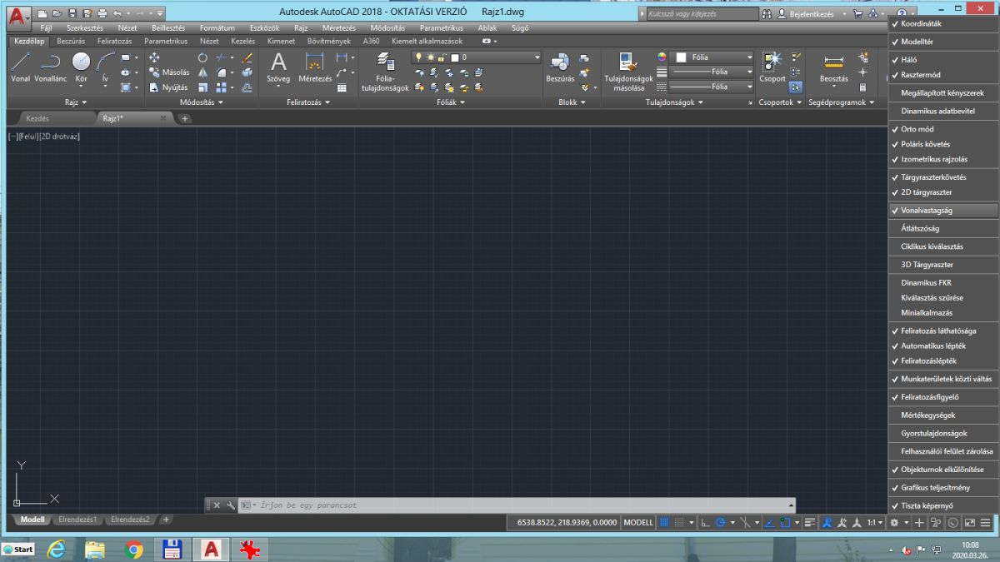 Autodesk AutoCAD 2018 - OKTATÁSI VERZIÓ Rajz1.dwg
Kulcsszó vagy kifejezés
Bejelentkezés
Fájl Szerkesztés Nézet Beillesztés Formátum Eszközök Rajz Méretezés Módosítás Parametrikus Ablak Súgó
Kezdőlap Beszúrás Feliratozás Parametrikus Nézet Kezelés Kimenet Bővítmények A360 Kiemelt alkalmazások
Vonal Vonallánc Kör Ív
Másolás
Nyújtás
Szöveg Méretezés
Fólia-
tulajdonságok
0
Beszúrás
Tulajdonságok
másolása
Fólia
Fólia
Fólia
Csoport
Beosztás
Rajz Módosítás Feliratozás Fóliák Blokk Tulajdonságok Csoportok Segédprogramok
Kezdés Rajz1*
[−][Felül][2D drótváz]
Koordináták
Modelltér
Háló
Rasztermód
Megállapított kényszerek
Dinamikus adatbevitel
Orto mód
Poláris követés
Izometrikus rajzolás
Tárgyraszterkövetés
2D tárgyraszter
Vonalvastagság
Átlátszóság
Ciklikus kiválasztás
3D Tárgyraszter
Dinamikus FKR
Kiválasztás szűrése
Minialkalmazás
Feliratozás láthatósága
Automatikus lépték
Feliratozáslépték
Munkaterületek közti váltás
Feliratozásfigyelő
Mértékegységek
Gyorstulajdonságok
Felhasználói felület zárolása
Objektumok elkülönítése
Grafikus teljesítmény
Tiszta képernyő
Y
X
Írjon be egy parancsot
Modell Elrendezés1 Elrendezés2
6538.8522, 218.9369, 0.0000 MODELL 1:1
Start
10:08
2020.03.26.